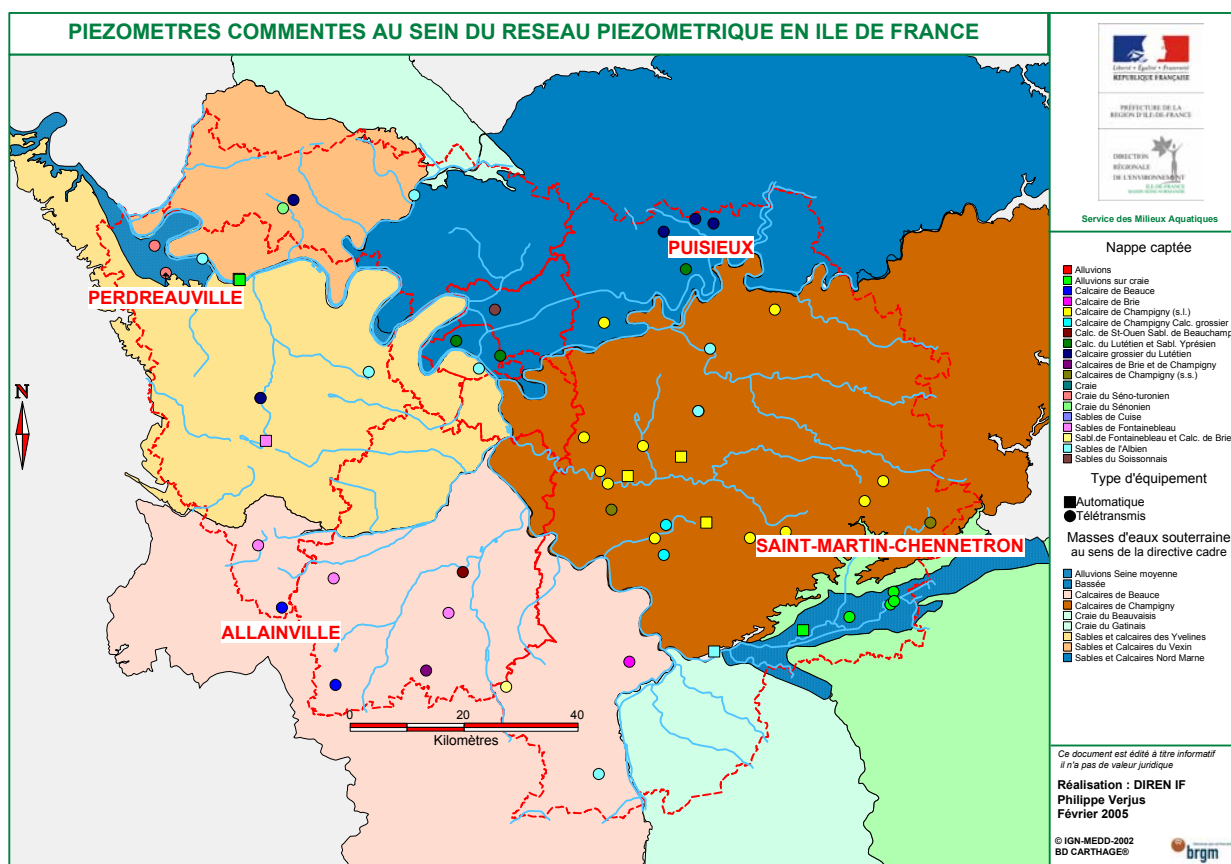 PIEZOMETRES COMMENTES AU SEIN DU RESEAU PIEZOMETRIQUE EN ILE DE FRANCE
PUISIEUX
PERDREAUVILLE
N
SAINT-MARTIN-CHENNETRON
ALLAINVILLE
0 20 40
Kilomètres
Liberté • Égalité • Fraternité
RÉPUBLIQUE FRANÇAISE
PRÉFECTURE DE LA
REGION D'ILE-DE-FRANCE
DIRECTION
RÉGIONALE
DE L'ENVIRONNEMENT
ILE-DE-FRANCE
Service des Milieux Aquatiques
Nappe captée
Alluvions
Alluvions sur craie
Calcaire de Beauce
Calcaire de Brie
Calcaire de Champigny (s.l.)
Calcaire de Champigny Calc. grossier
Calc. de St-Ouen Sabl. de Beauchamp
Calc. du Lutétien et Sabl. Yprésien
Calcaire grossier du Lutétien
Calcaires de Brie et de Champigny
Calcaires de Champigny (s.s.)
Craie
Craie du Séno-turonien
Craie du Sénonien
Sables de Cuise
Sables de Fontainebleau
Sabl.de Fontainebleau et Calc. de Brie
Sables de l'Albien
Sables du Soissonnais
Type d'équipement
Automatique
Télétransmis
Masses d'eaux souterraine
au sens de la directive cadre
Alluvions Seine moyenne
Bassée
Calcaires de Beauce
Calcaires de Champigny
Craie du Beauvaisis
Craie du Gatinais
Sables et calcaires des Yvelines
Sables et calcaires du Vexin
Sables et Calcaires Nord Marne
Ce document est édité à titre informatif
il n'a pas de valeur juridique
Réalisation : DIREN IF
Philippe Verjus
Février 2005
© IGN-MEDD-2002
BD CARTHAGE®
brgm